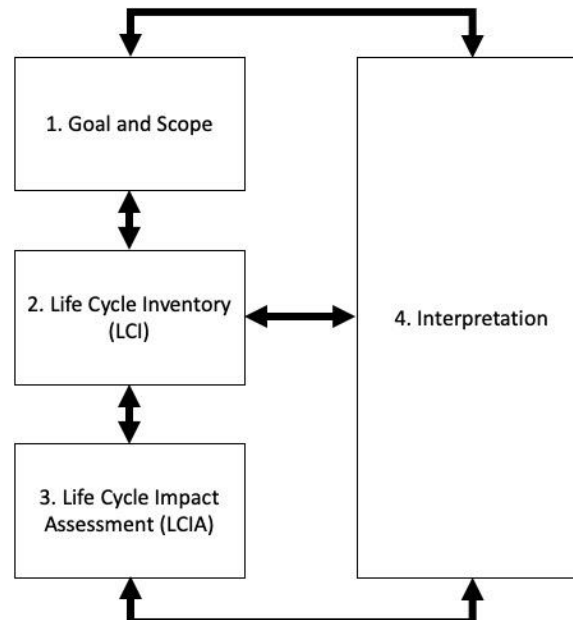 1. Goal and Scope
2. Life Cycle Inventory
(LCI)
4. Interpretation
3. Life Cycle Impact
Assessment (LCIA)